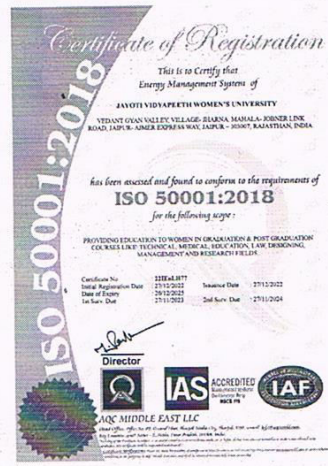 Certificate of Registration
This is to Certify that
Energy Management System of
JAYOTI VIDYAPEETH WOMEN'S UNIVERSITY
VEDANT GYAN VALLEY, VILLAGE- JHARNA, MAHALA- JOBNER LINK
ROAD, JAIPUR- AJMER EXPRESS WAY, JAIPUR – 303007, RAJASTHAN, INDIA
has been assessed and found to conform to the requirements of
ISO 50001:2018
for the following scope :
PROVIDING EDUCATION TO WOMEN IN GRADUATION & POST GRADUATION
COURSES LIKE TECHNICAL, MEDICAL, EDUCATION, LAW, DESIGNING,
MANAGEMENT AND RESEARCH FIELDS.
Certificate No
Initial Registration Date 27/12/2022 Issuance Date 27/12/2022
Date of Expiry 26/12/2025
1st Surv. Due 27/11/2023 2nd Surv. Due 27/11/2024
Director
IAS ACCREDITED
IAF
AQC MIDDLE EAST LLC
ISO 50001:2018